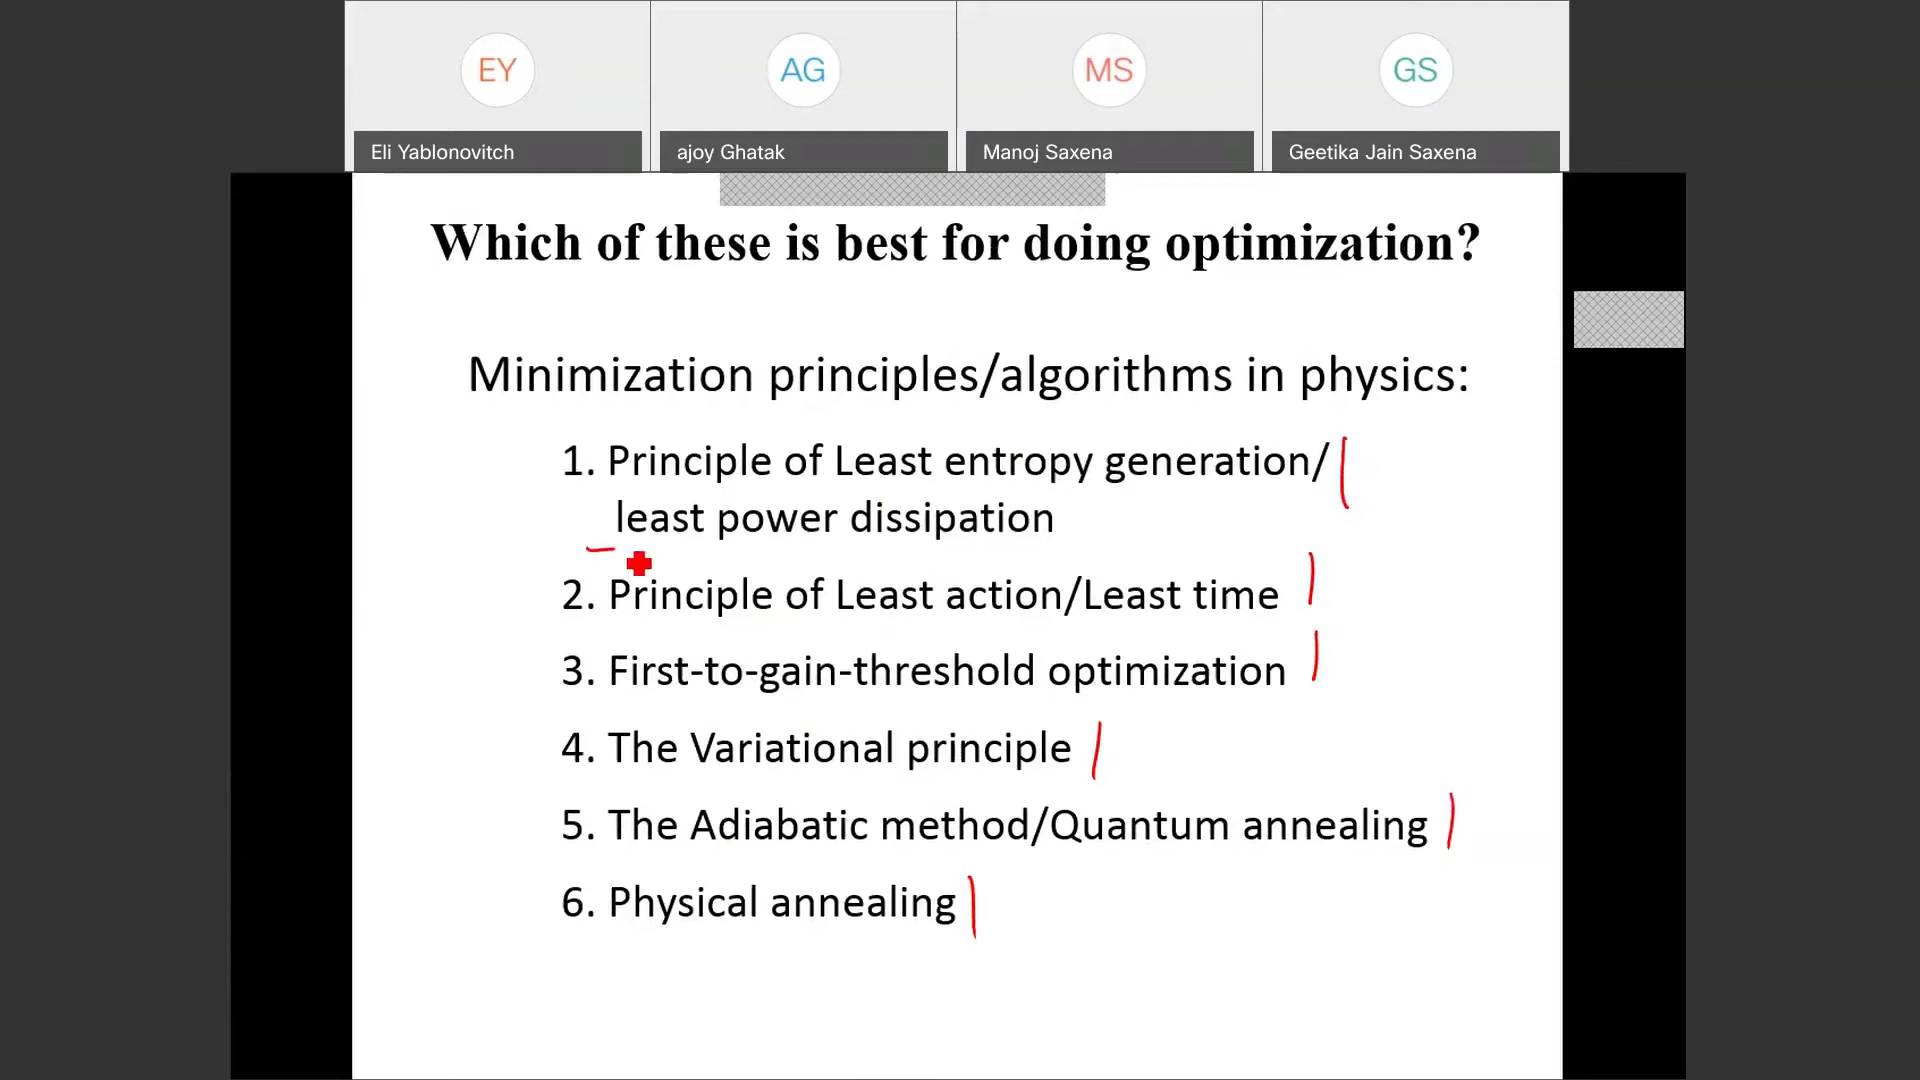 EY
AG
MS
GS
Eli Yablonovitch
ajoy Ghatak
Manoj Saxena
Geetika Jain Saxena
Which of these is best for doing optimization?
Minimization principles/algorithms in physics:
1. Principle of Least entropy generation/
least power dissipation
2. Principle of Least action/Least time
3. First-to-gain-threshold optimization
4. The Variational principle
5. The Adiabatic method/Quantum annealing
6. Physical annealing